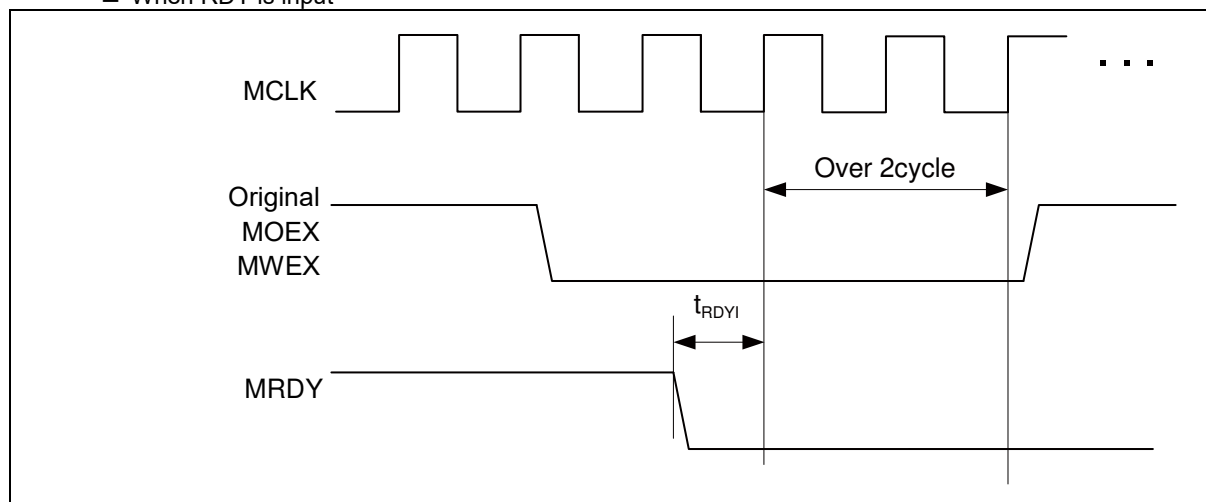 When RDY is input
MCLK
. . .
Over 2cycle
Original
MOEX
MWEX
tRDYI
MRDY